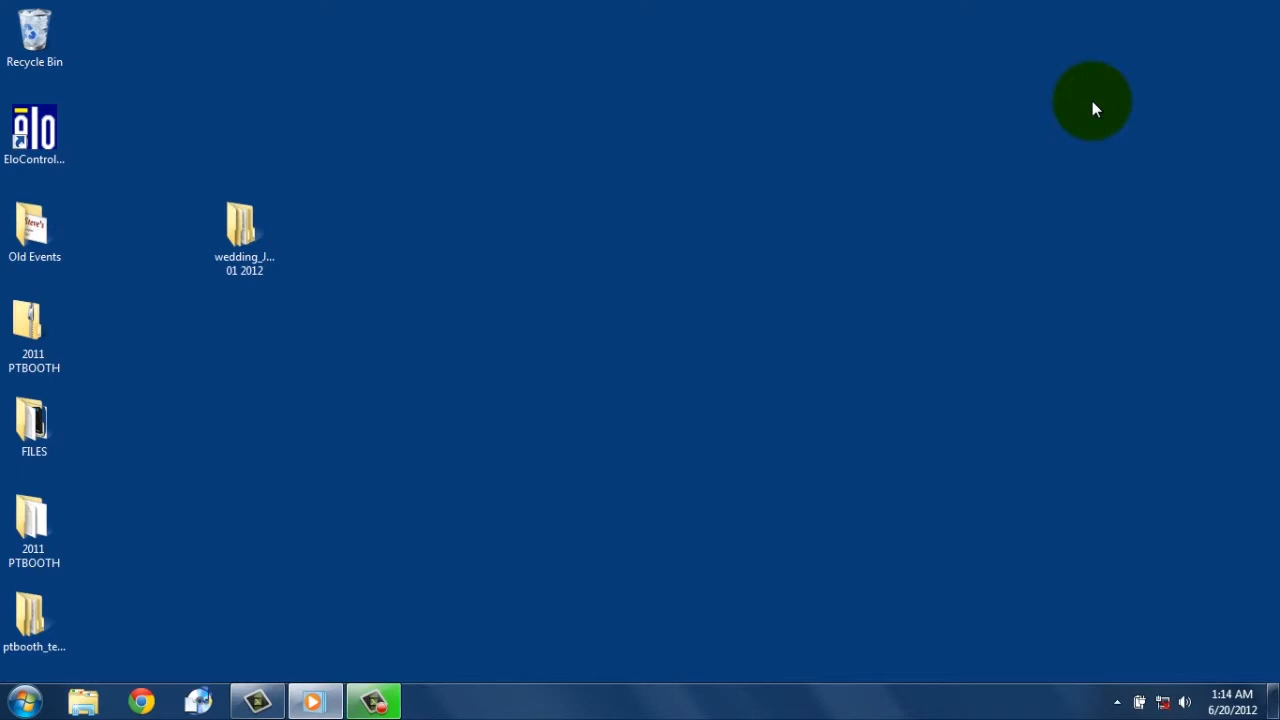 Recycle Bin
elo
EloControl...
Steve's
Old Events
wedding_J...
01 2012
2011
PTBOOTH
FILES
2011
PTBOOTH
ptbooth_te...
1:14 AM
6/20/2012